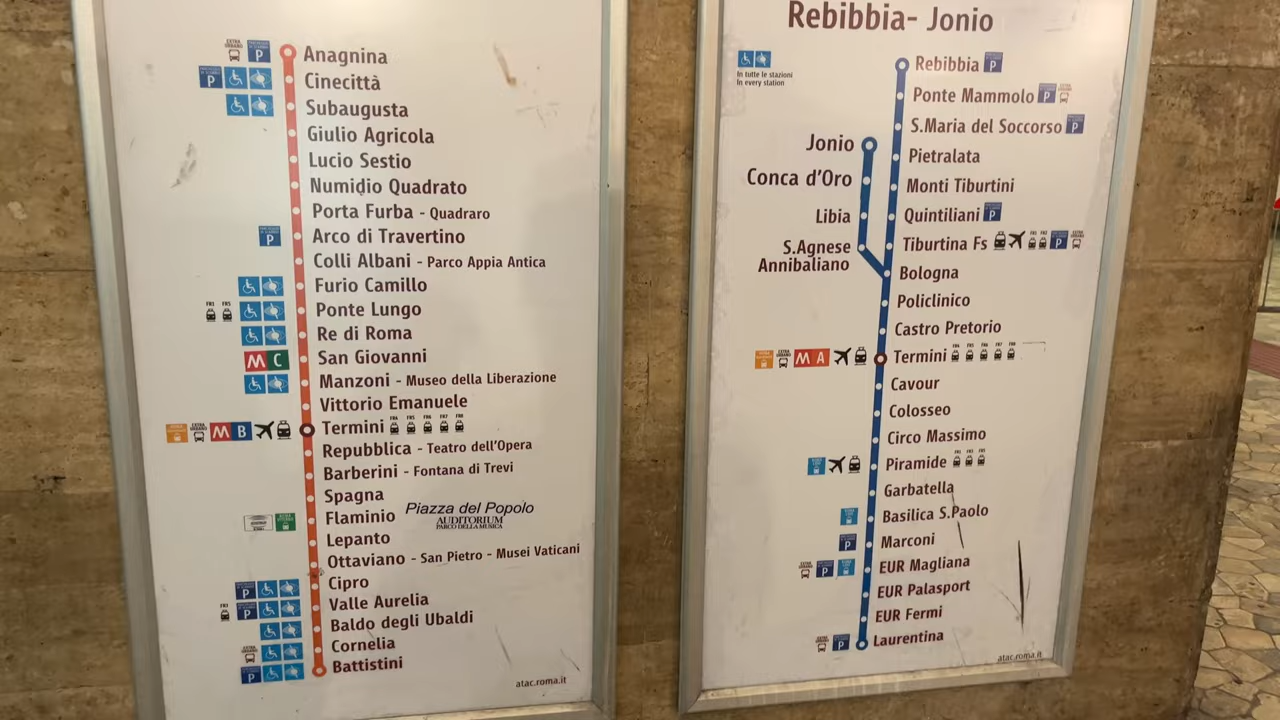 Anagnina
Cinecittà
Subaugusta
Giulio Agricola
Lucio Sestio
Numidio Quadrato
Porta Furba - Quadraro
Arco di Travertino
Colli Albani - Parco Appia Antica
Furio Camillo
Ponte Lungo
Re di Roma
M C San Giovanni
Manzoni - Museo della Liberazione
Vittorio Emanuele
M B Termini
Repubblica - Teatro dell'Opera
Barberini - Fontana di Trevi
Spagna
Flaminio Piazza del Popolo
AUDITORIUM
PARCO DELLA MUSICA
Lepanto
Ottaviano - San Pietro - Musei Vaticani
Cipro
Valle Aurelia
Baldo degli Ubaldi
Cornelia
Battistini
atac.roma.it
Rebibbia- Jonio
In tutte le stazioni
In every station
Rebibbia P
Ponte Mammolo P
S.Maria del Soccorso P
Pietralata
Monti Tiburtini
Quintiliani P
Tiburtina Fs P
Jonio
Conca d'Oro
Libia
S.Agnese
Annibaliano
Bologna
Policlinico
Castro Pretorio
M A Termini
Cavour
Colosseo
Circo Massimo
Piramide
Garbatella
Basilica S.Paolo
P Marconi
P EUR Magliana
EUR Palasport
EUR Fermi
P Laurentina
atac.roma.it